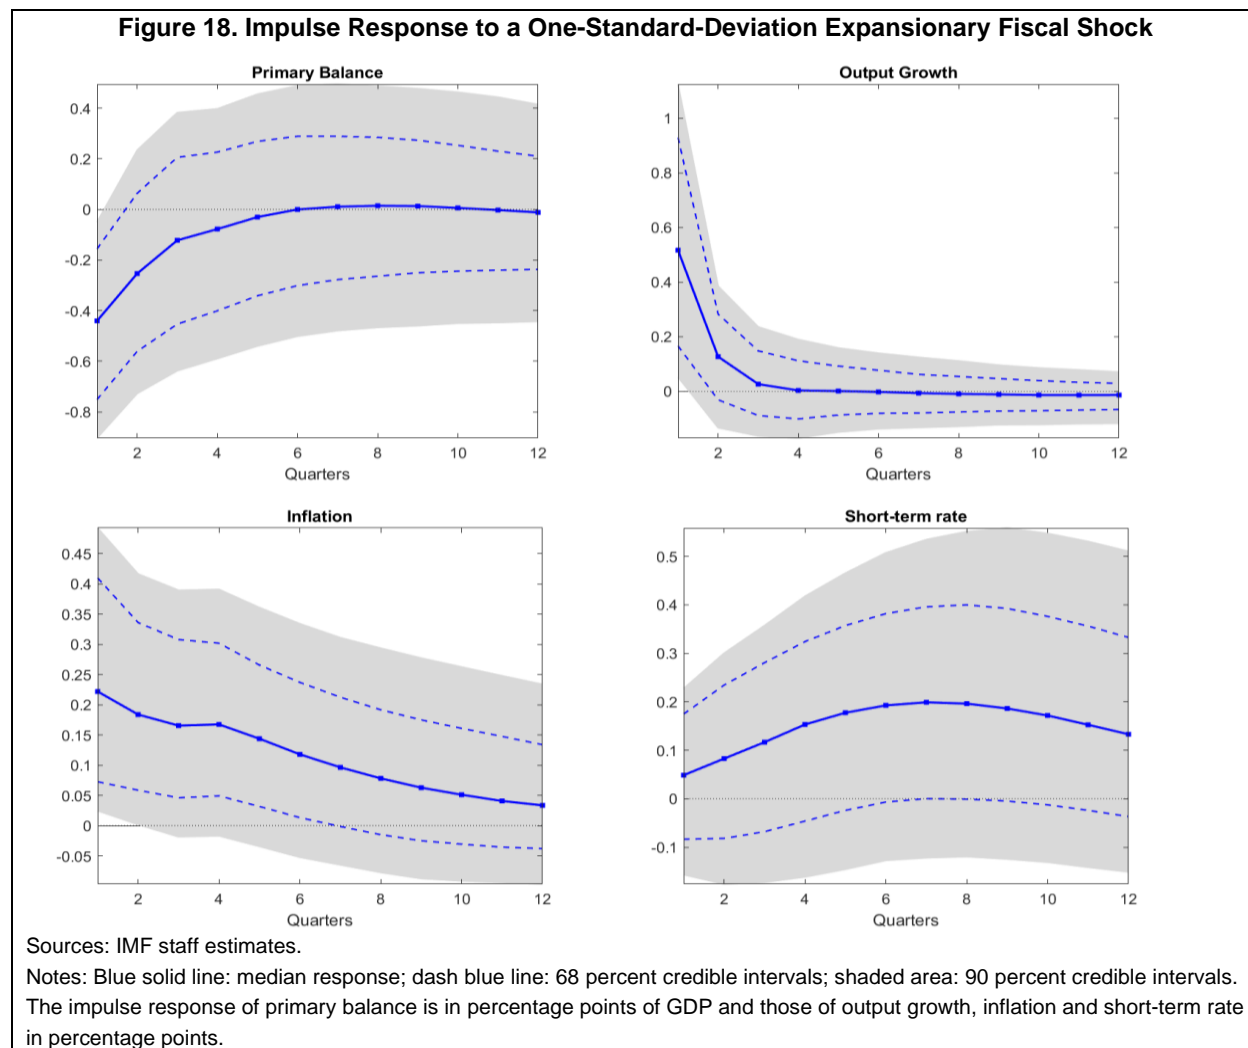 Figure 18. Impulse Response to a One-Standard-Deviation Expansionary Fiscal Shock
Primary Balance
0.4
0.2
0
-0.2
-0.4
-0.6
-0.8
2 4 6 8 10 12
Quarters
Output Growth
1
0.8
0.6
0.4
0.2
0
2 4 6 8 10 12
Quarters
Inflation
0.45
0.4
0.35
0.3
0.25
0.2
0.15
0.1
0.05
0
-0.05
2 4 6 8 10 12
Quarters
Short-term rate
0.5
0.4
0.3
0.2
0.1
0
-0.1
2 4 6 8 10 12
Quarters
Sources: IMF staff estimates.
Notes: Blue solid line: median response; dash blue line: 68 percent credible intervals; shaded area: 90 percent credible intervals.
The impulse response of primary balance is in percentage points of GDP and those of output growth, inflation and short-term rate
in percentage points.